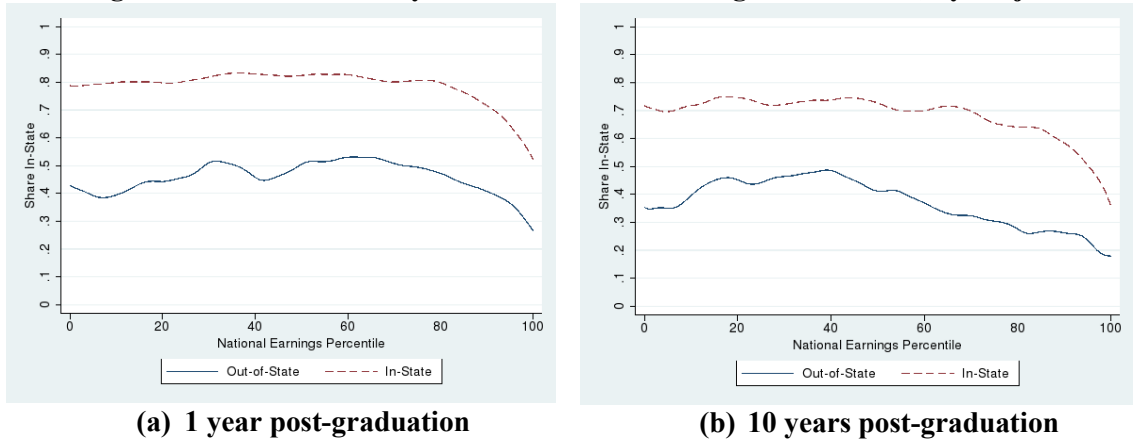 1
.9
.8
.7
.6
.5
.4
.3
.2
.1
0
Share In-State
0 20 40 60 80 100
National Earnings Percentile
Out-of-State In-State
(a) 1 year post-graduation
1
.9
.8
.7
.6
.5
.4
.3
.2
.1
0
Share In-State
0 20 40 60 80 100
National Earnings Percentile
Out-of-State In-State
(b) 10 years post-graduation